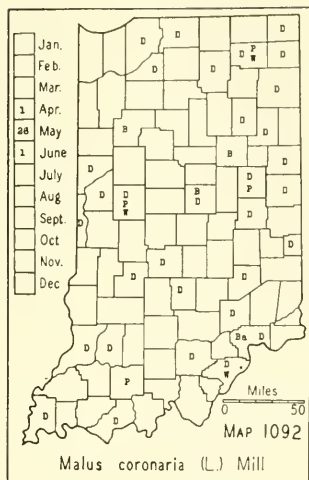 Jan.
Feb.
Mar.
1 Apr.
28 May
1 June
July
Aug
Sept.
Oct
Nov.
Dec
D D D P D
W
D D D
D
D D
B D
B
D D D
P
D D B D
P D
W
D
D D
D
D D
D
Ba D
D D D D
W
P
D D
Miles
0 50
MAP 1092
Malus coronaria (L.) Mill